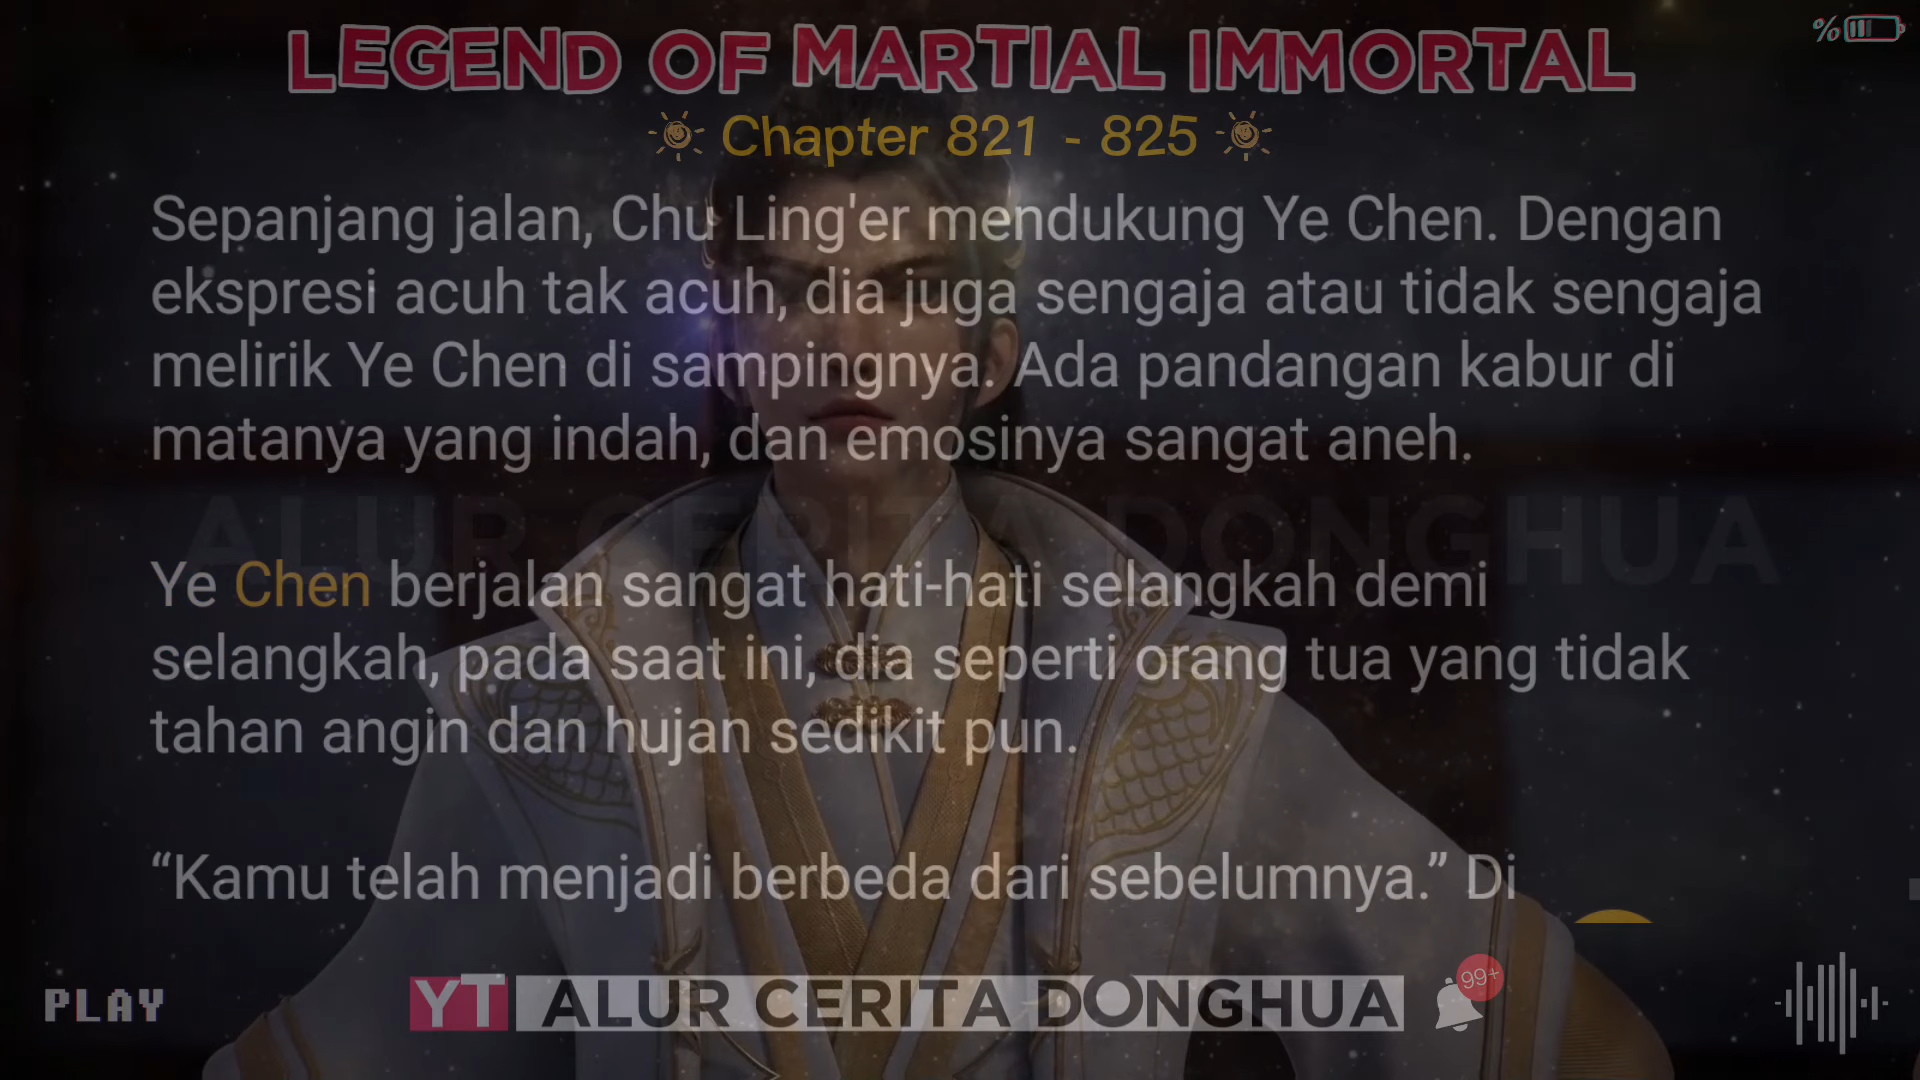 LEGEND OF MARTIAL IMMORTAL
%
Chapter 821 - 825
Sepanjang jalan, Chu Ling'er mendukung Ye Chen. Dengan
ekspresi acuh tak acuh, dia juga sengaja atau tidak sengaja
melirik Ye Chen di sampingnya. Ada pandangan kabur di
matanya yang indah, dan emosinya sangat aneh.
ALUR CERITA DONGHUA
Ye Chen berjalan sangat hati-hati selangkah demi
selangkah, pada saat ini, dia seperti orang tua yang tidak
tahan angin dan hujan sedikit pun.
“Kamu telah menjadi berbeda dari sebelumnya.” Di
PLAY
YT ALUR CERITA DONGHUA
99+